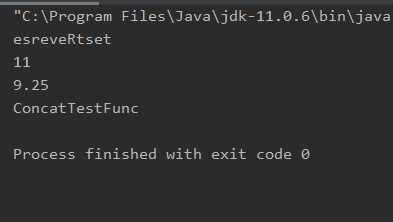 "C:\Program Files\Java\jdk-11.0.6\bin\java
esreveRtset
11
9.25
ConcatTestFunc
Process finished with exit code 0